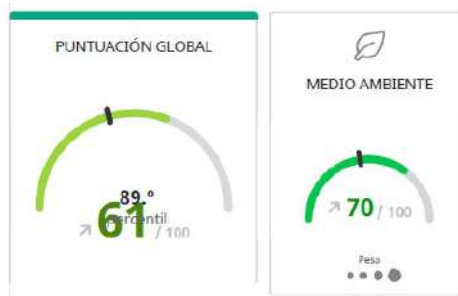 PUNTUACIÓN GLOBAL
89.º
percentil
61 / 100
MEDIO AMBIENTE
70 / 100
Peso